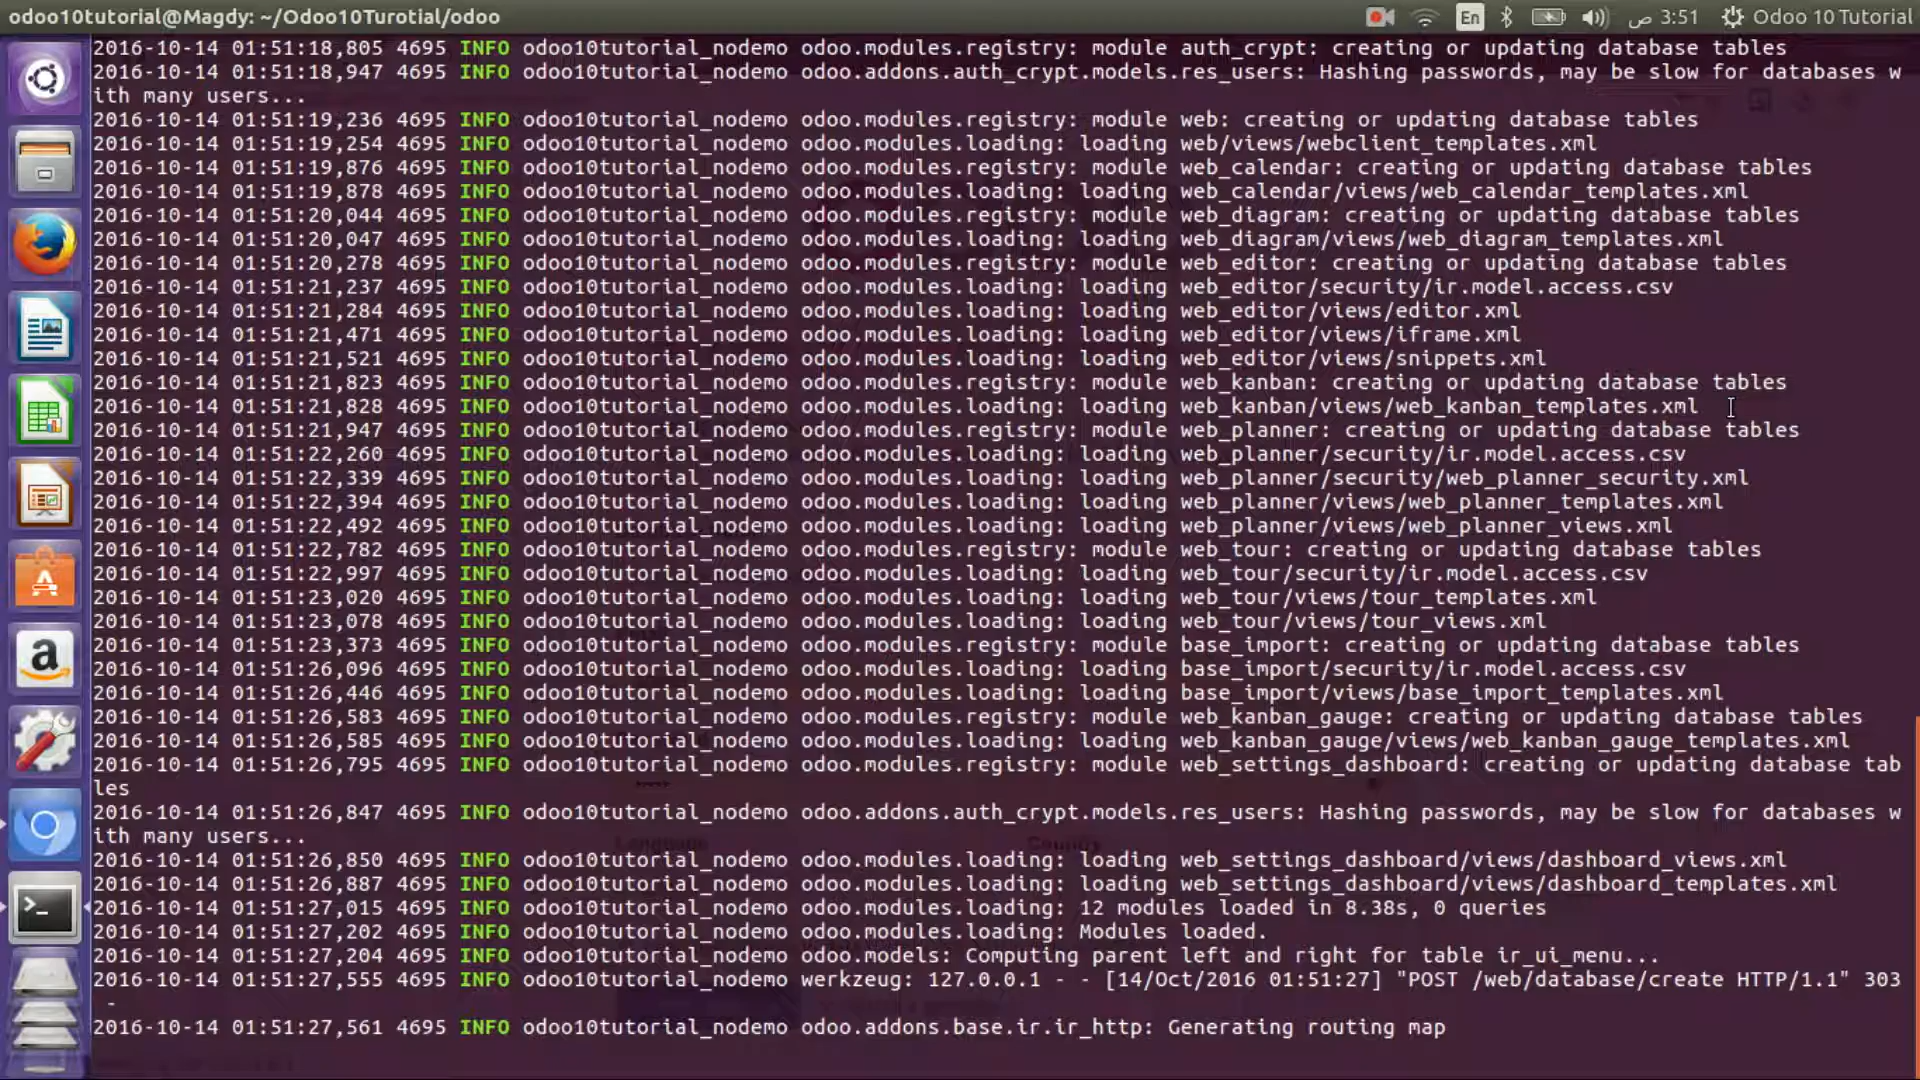 odoo10tutorial@Magdy: ~/Odoo10Turotial/odoo
En
ص 3:51
Odoo 10 Tutorial
2016-10-14 01:51:18,805 4695 INFO odoo10tutorial_nodemo odoo.modules.registry: module auth_crypt: creating or updating database tables
2016-10-14 01:51:18,947 4695 INFO odoo10tutorial_nodemo odoo.addons.auth_crypt.models.res_users: Hashing passwords, may be slow for databases w
ith many users...
2016-10-14 01:51:19,236 4695 INFO odoo10tutorial_nodemo odoo.modules.registry: module web: creating or updating database tables
2016-10-14 01:51:19,254 4695 INFO odoo10tutorial_nodemo odoo.modules.loading: loading web/views/webclient_templates.xml
2016-10-14 01:51:19,876 4695 INFO odoo10tutorial_nodemo odoo.modules.registry: module web_calendar: creating or updating database tables
2016-10-14 01:51:19,878 4695 INFO odoo10tutorial_nodemo odoo.modules.loading: loading web_calendar/views/web_calendar_templates.xml
2016-10-14 01:51:20,044 4695 INFO odoo10tutorial_nodemo odoo.modules.registry: module web_diagram: creating or updating database tables
2016-10-14 01:51:20,047 4695 INFO odoo10tutorial_nodemo odoo.modules.loading: loading web_diagram/views/web_diagram_templates.xml
2016-10-14 01:51:20,278 4695 INFO odoo10tutorial_nodemo odoo.modules.registry: module web_editor: creating or updating database tables
2016-10-14 01:51:21,237 4695 INFO odoo10tutorial_nodemo odoo.modules.loading: loading web_editor/security/ir.model.access.csv
2016-10-14 01:51:21,284 4695 INFO odoo10tutorial_nodemo odoo.modules.loading: loading web_editor/views/editor.xml
2016-10-14 01:51:21,471 4695 INFO odoo10tutorial_nodemo odoo.modules.loading: loading web_editor/views/iframe.xml
2016-10-14 01:51:21,521 4695 INFO odoo10tutorial_nodemo odoo.modules.loading: loading web_editor/views/snippets.xml
2016-10-14 01:51:21,823 4695 INFO odoo10tutorial_nodemo odoo.modules.registry: module web_kanban: creating or updating database tables
2016-10-14 01:51:21,828 4695 INFO odoo10tutorial_nodemo odoo.modules.loading: loading web_kanban/views/web_kanban_templates.xml
2016-10-14 01:51:21,947 4695 INFO odoo10tutorial_nodemo odoo.modules.registry: module web_planner: creating or updating database tables
2016-10-14 01:51:22,260 4695 INFO odoo10tutorial_nodemo odoo.modules.loading: loading web_planner/security/ir.model.access.csv
2016-10-14 01:51:22,339 4695 INFO odoo10tutorial_nodemo odoo.modules.loading: loading web_planner/security/web_planner_security.xml
2016-10-14 01:51:22,394 4695 INFO odoo10tutorial_nodemo odoo.modules.loading: loading web_planner/views/web_planner_templates.xml
2016-10-14 01:51:22,492 4695 INFO odoo10tutorial_nodemo odoo.modules.loading: loading web_planner/views/web_planner_views.xml
2016-10-14 01:51:22,782 4695 INFO odoo10tutorial_nodemo odoo.modules.registry: module web_tour: creating or updating database tables
2016-10-14 01:51:22,997 4695 INFO odoo10tutorial_nodemo odoo.modules.loading: loading web_tour/security/ir.model.access.csv
2016-10-14 01:51:23,020 4695 INFO odoo10tutorial_nodemo odoo.modules.loading: loading web_tour/views/tour_templates.xml
2016-10-14 01:51:23,078 4695 INFO odoo10tutorial_nodemo odoo.modules.loading: loading web_tour/views/tour_views.xml
2016-10-14 01:51:23,373 4695 INFO odoo10tutorial_nodemo odoo.modules.registry: module base_import: creating or updating database tables
2016-10-14 01:51:26,096 4695 INFO odoo10tutorial_nodemo odoo.modules.loading: loading base_import/security/ir.model.access.csv
2016-10-14 01:51:26,446 4695 INFO odoo10tutorial_nodemo odoo.modules.loading: loading base_import/views/base_import_templates.xml
2016-10-14 01:51:26,583 4695 INFO odoo10tutorial_nodemo odoo.modules.registry: module web_kanban_gauge: creating or updating database tables
2016-10-14 01:51:26,585 4695 INFO odoo10tutorial_nodemo odoo.modules.loading: loading web_kanban_gauge/views/web_kanban_gauge_templates.xml
2016-10-14 01:51:26,795 4695 INFO odoo10tutorial_nodemo odoo.modules.registry: module web_settings_dashboard: creating or updating database tab
les
2016-10-14 01:51:26,847 4695 INFO odoo10tutorial_nodemo odoo.addons.auth_crypt.models.res_users: Hashing passwords, may be slow for databases w
ith many users...
2016-10-14 01:51:26,850 4695 INFO odoo10tutorial_nodemo odoo.modules.loading: loading web_settings_dashboard/views/dashboard_views.xml
2016-10-14 01:51:26,887 4695 INFO odoo10tutorial_nodemo odoo.modules.loading: loading web_settings_dashboard/views/dashboard_templates.xml
2016-10-14 01:51:27,015 4695 INFO odoo10tutorial_nodemo odoo.modules.loading: 12 modules loaded in 8.38s, 0 queries
2016-10-14 01:51:27,202 4695 INFO odoo10tutorial_nodemo odoo.modules.loading: Modules loaded.
2016-10-14 01:51:27,204 4695 INFO odoo10tutorial_nodemo odoo.models: Computing parent left and right for table ir_ui_menu...
2016-10-14 01:51:27,555 4695 INFO odoo10tutorial_nodemo werkzeug: 127.0.0.1 - - [14/Oct/2016 01:51:27] "POST /web/database/create HTTP/1.1" 303
-
2016-10-14 01:51:27,561 4695 INFO odoo10tutorial_nodemo odoo.addons.base.ir.ir_http: Generating routing map